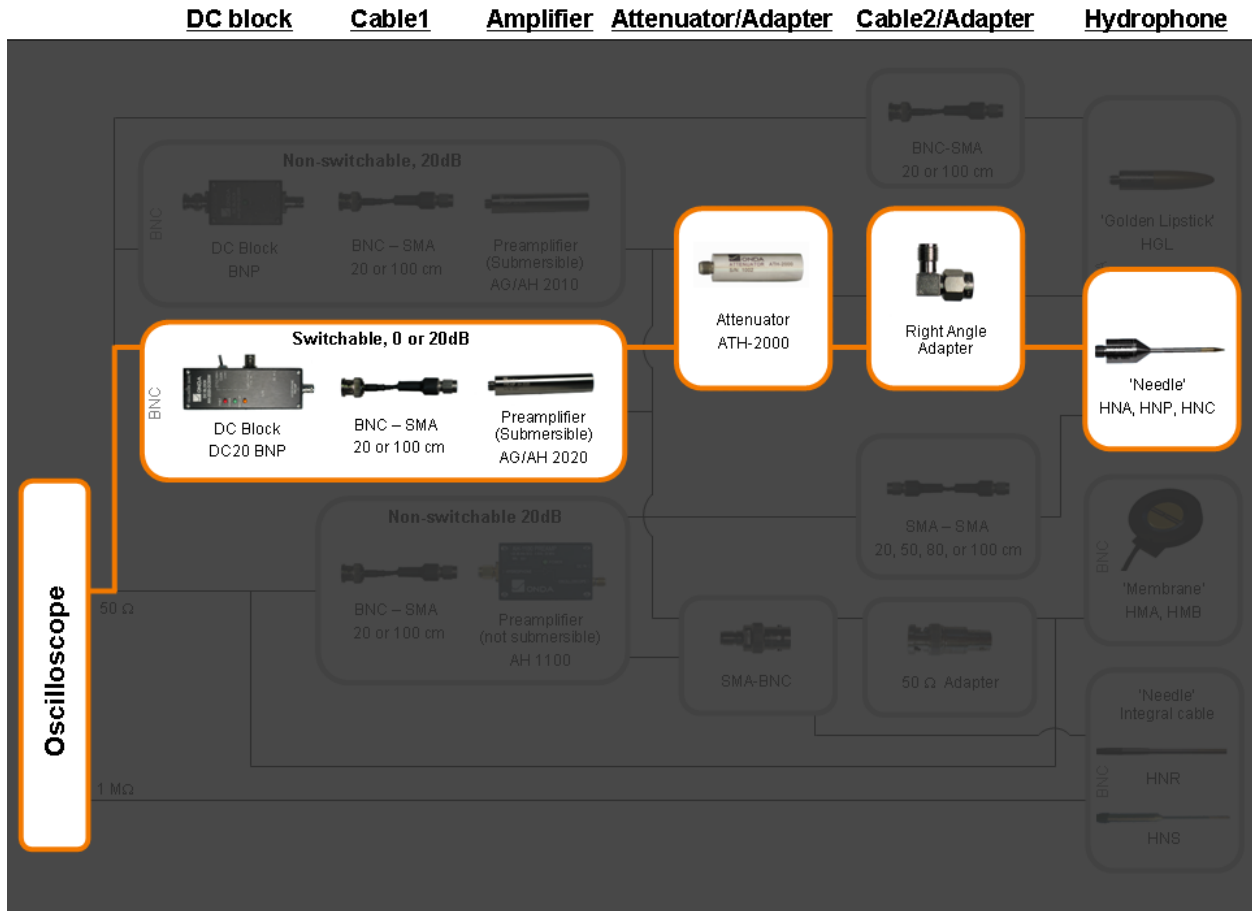 DC block
Cable1
Amplifier
Attenuator/Adapter
Cable2/Adapter
Hydrophone
BNC-SMA
20 or 100 cm
Non-switchable, 20dB
BNC
DC Block
BNP
BNC – SMA
20 or 100 cm
Preamplifier
(Submersible)
AG/AH 2010
'Golden Lipstick'
HGL
ONDA
ATTENUATOR ATH-2000
Attenuator
ATH-2000
Right Angle
Adapter
Switchable, 0 or 20dB
BNC
DC Block
DC20 BNP
BNC – SMA
20 or 100 cm
Preamplifier
(Submersible)
AG/AH 2020
'Needle'
HNA, HNP, HNC
Oscilloscope
50 Ω
1 MΩ
Non-switchable 20dB
BNC – SMA
20 or 100 cm
ONDA
Preamplifier
(not submersible)
AH 1100
SMA – SMA
20, 50, 80, or 100 cm
SMA-BNC
50 Ω Adapter
BNC
'Membrane'
HMA, HMB
'Needle'
Integral cable
BNC
HNR
HNS